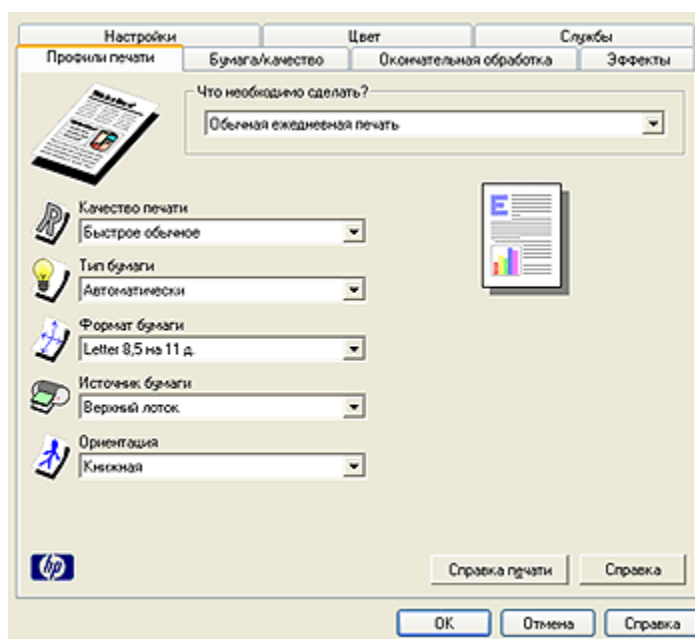 Настройки Цвет Службы
Профили печати Бумага/качество Окончательная обработка Эффекты
Что необходимо сделать?
Обычная ежедневная печать
Качество печати
Быстрое обычное
Тип бумаги
Автоматически
Формат бумаги
Letter 8,5 на 11 д.
Источник бумаги
Верхний лоток
Ориентация
Книжная
hp
Справка печати Справка
OK Отмена Справка